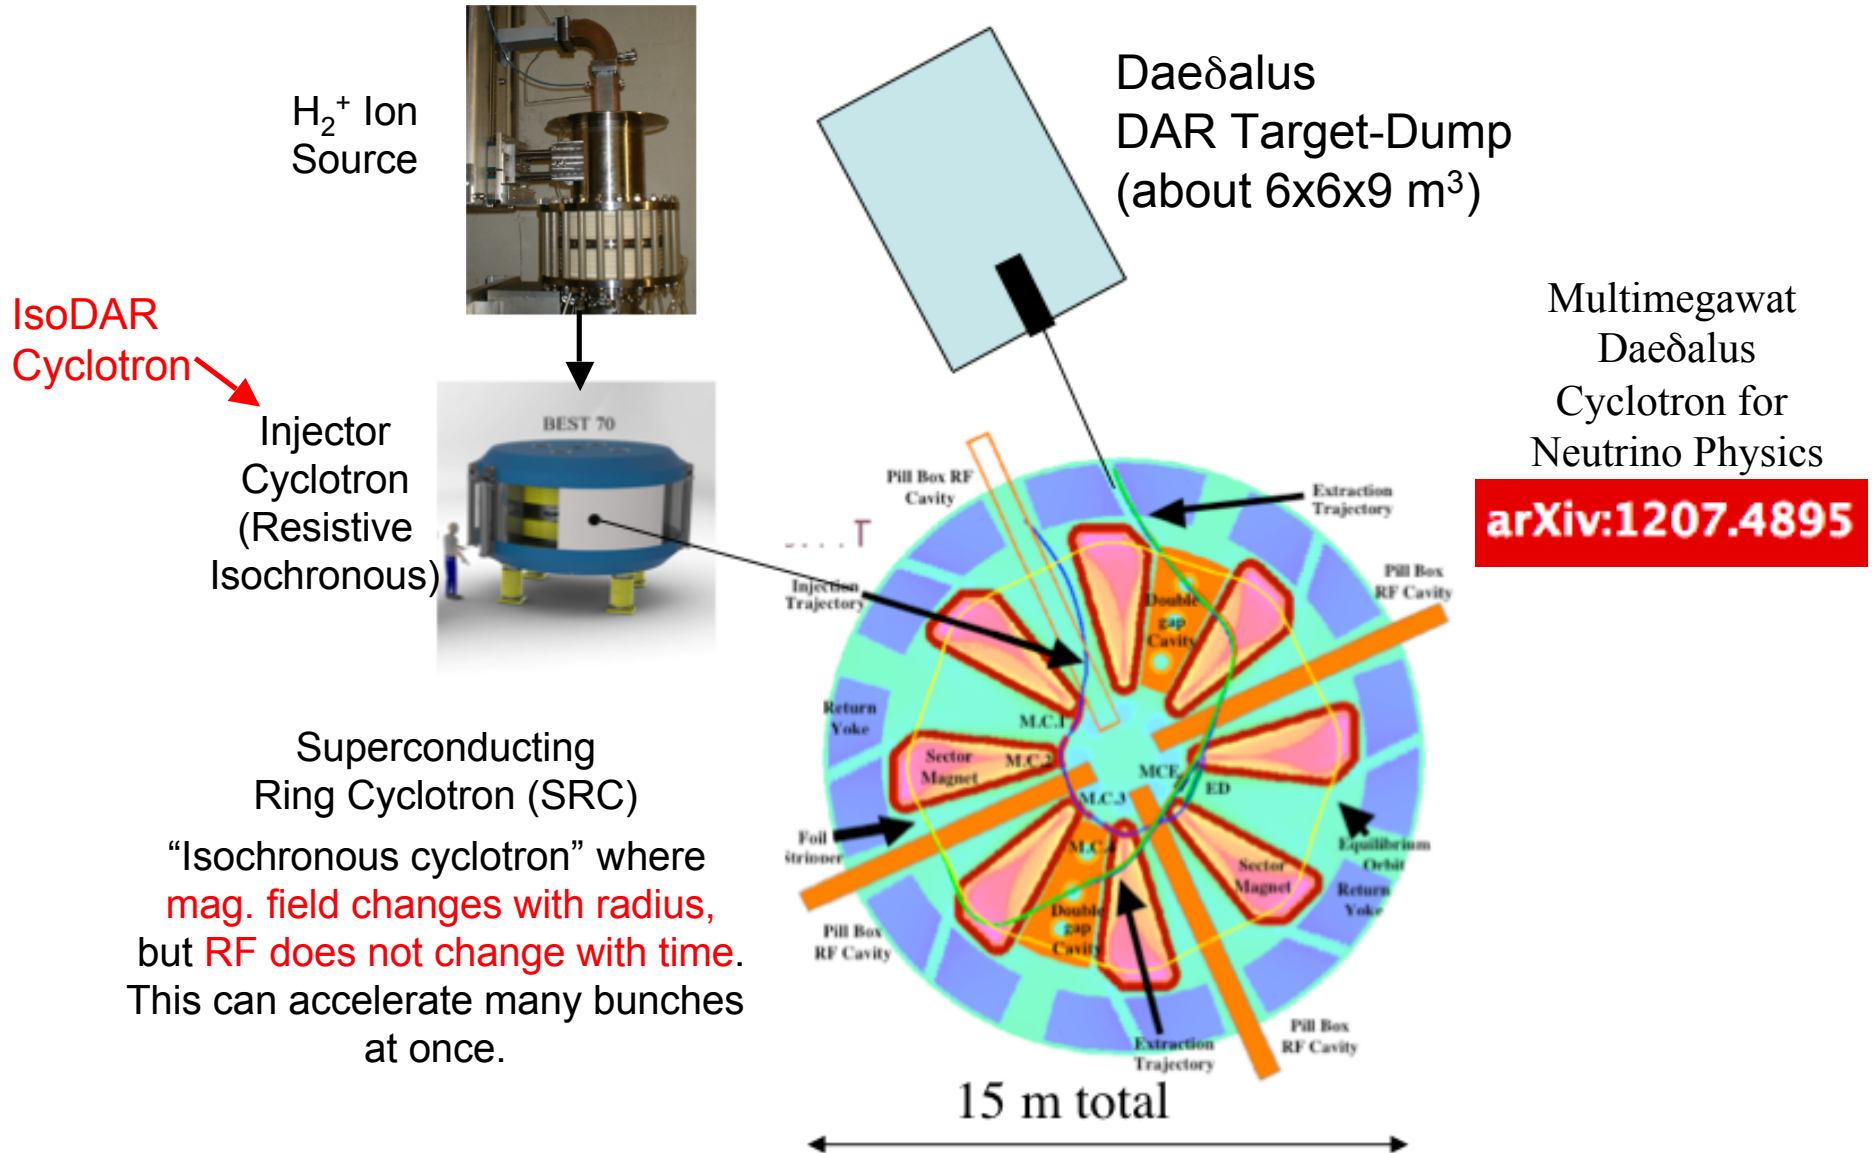 H₂⁺ Ion
Source
Daeδalus
DAR Target-Dump
(about 6x6x9 m³)
IsoDAR
Cyclotron
Injector
Cyclotron
(Resistive
Isochronous)
BEST 70
Multimegawat
Daeδalus
Cyclotron for
Neutrino Physics
arXiv:1207.4895
Superconducting
Ring Cyclotron (SRC)
“Isochronous cyclotron” where
mag. field changes with radius,
but RF does not change with time.
This can accelerate many bunches
at once.
Pill Box RF
Cavity
Extraction
Trajectory
Injection
Trajectory
Double
gap
Cavity
Pill Box
RF Cavity
Return
Yoke
M.C.1
Sector
Magnet
M.C.2
MCE
ED
M.C.3
Foil
Stripper
M.C.4
Equilibrium
Orbit
Sector
Magnet
Return
Yoke
Double
gap
Cavity
Pill Box
RF Cavity
Pill Box
RF Cavity
Extraction
Trajectory
15 m total